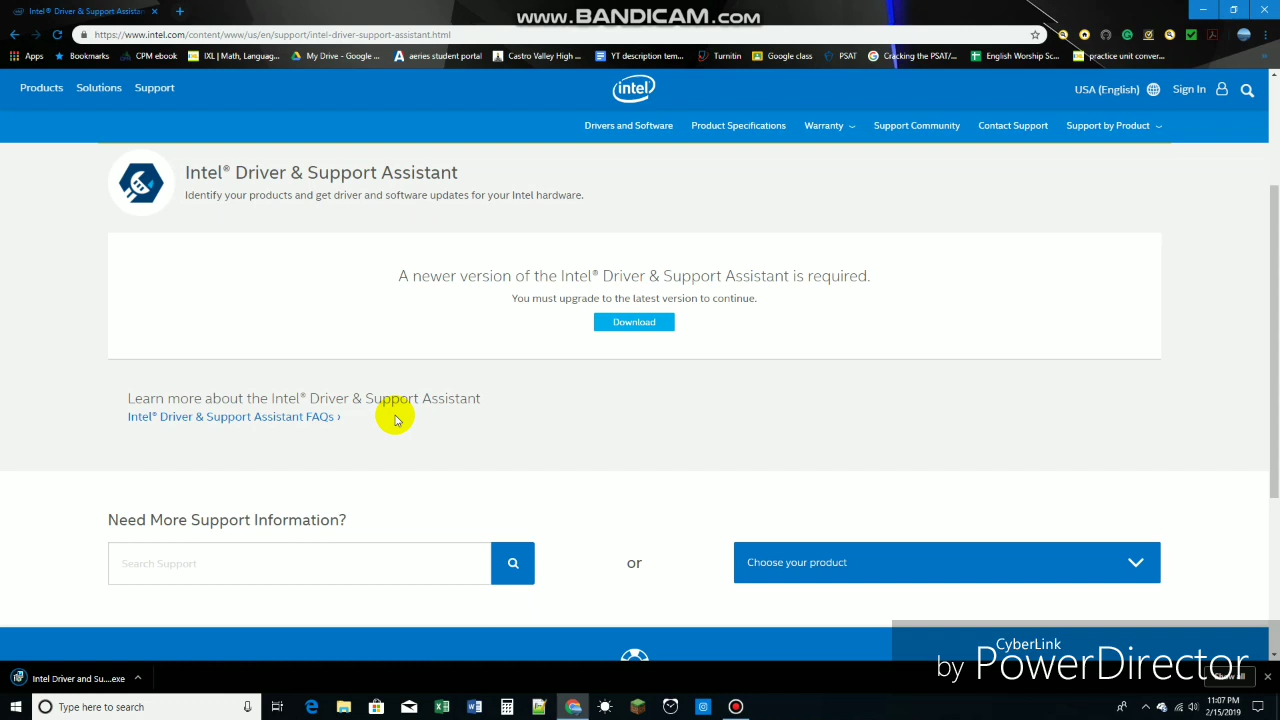 Intel® Driver & Support Assistan
www.BANDICAM.com
https://www.intel.com/content/www/us/en/support/intel-driver-support-assistant.html
Apps
Bookmarks
CPM ebook
IXL | Math, Languag...
My Drive - Google ...
aeries student portal
Castro Valley High...
YT description tem...
Turnitin
Google class
PSAT
Cracking the PSAT/...
English Worship Sc...
practice unit conver...
Products
Solutions
Support
intel
USA (English)
Sign In
Drivers and Software
Product Specifications
Warranty
Support Community
Contact Support
Support by Product
Intel® Driver & Support Assistant
Identify your products and get driver and software updates for your Intel hardware.
A newer version of the Intel® Driver & Support Assistant is required.
You must upgrade to the latest version to continue.
Download
Learn more about the Intel® Driver & Support Assistant
Intel® Driver & Support Assistant FAQs ›
Need More Support Information?
Search Support
or
Choose your product
CyberLink
by PowerDirector
Intel Driver and Su....exe
Show all
Type here to search
11:07 PM
2/15/2019